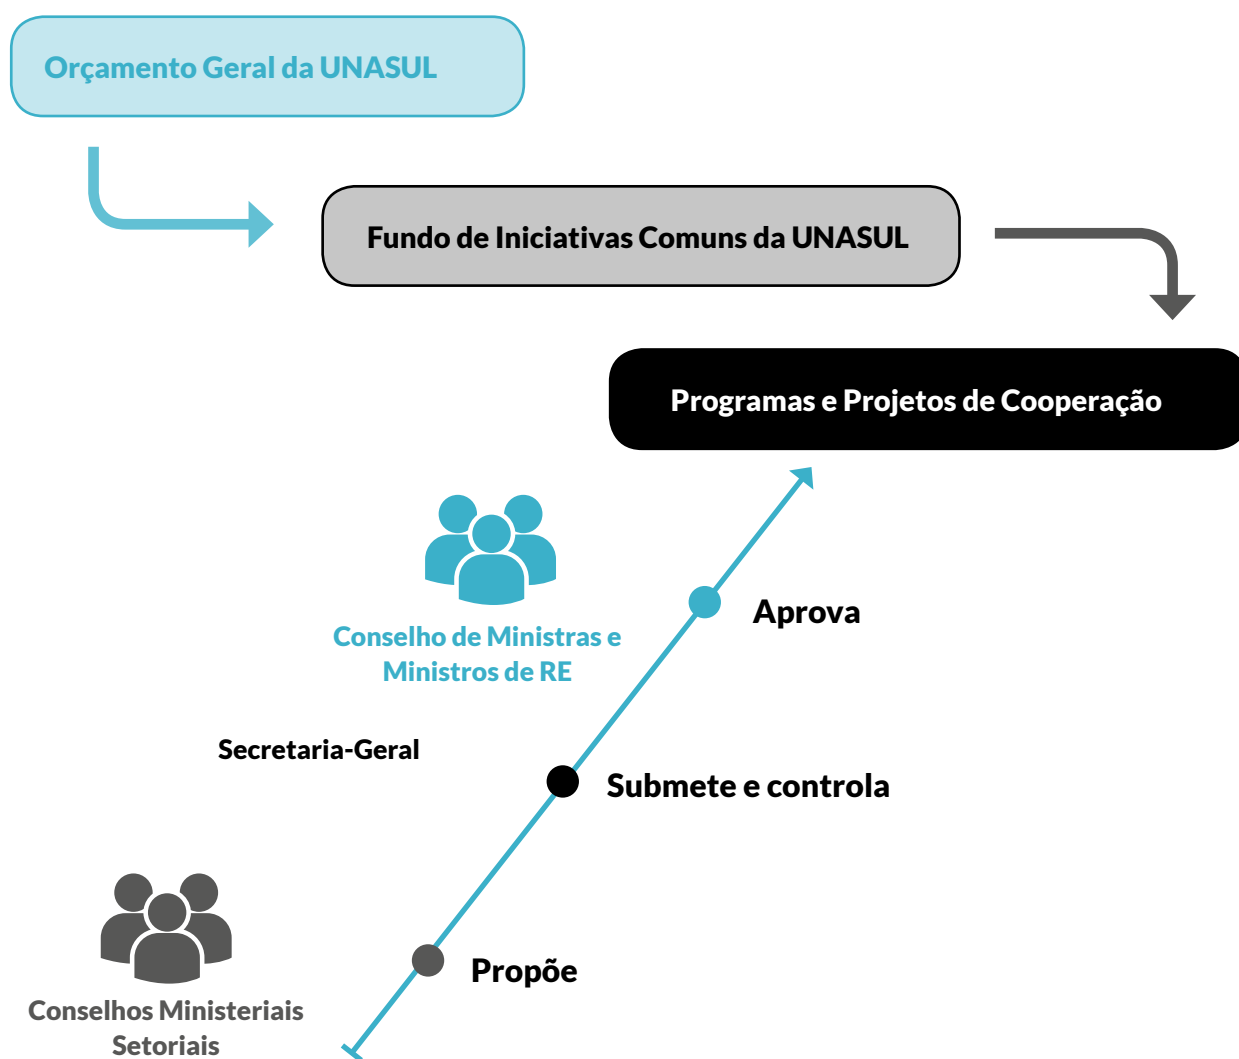 Orçamento Geral da UNASUL
Fundo de Iniciativas Comuns da UNASUL
Programas e Projetos de Cooperação
Aprova
Conselho de Ministras e
Ministros de RE
Secretaria-Geral
Submete e controla
Propõe
Conselhos Ministeriais
Setoriais